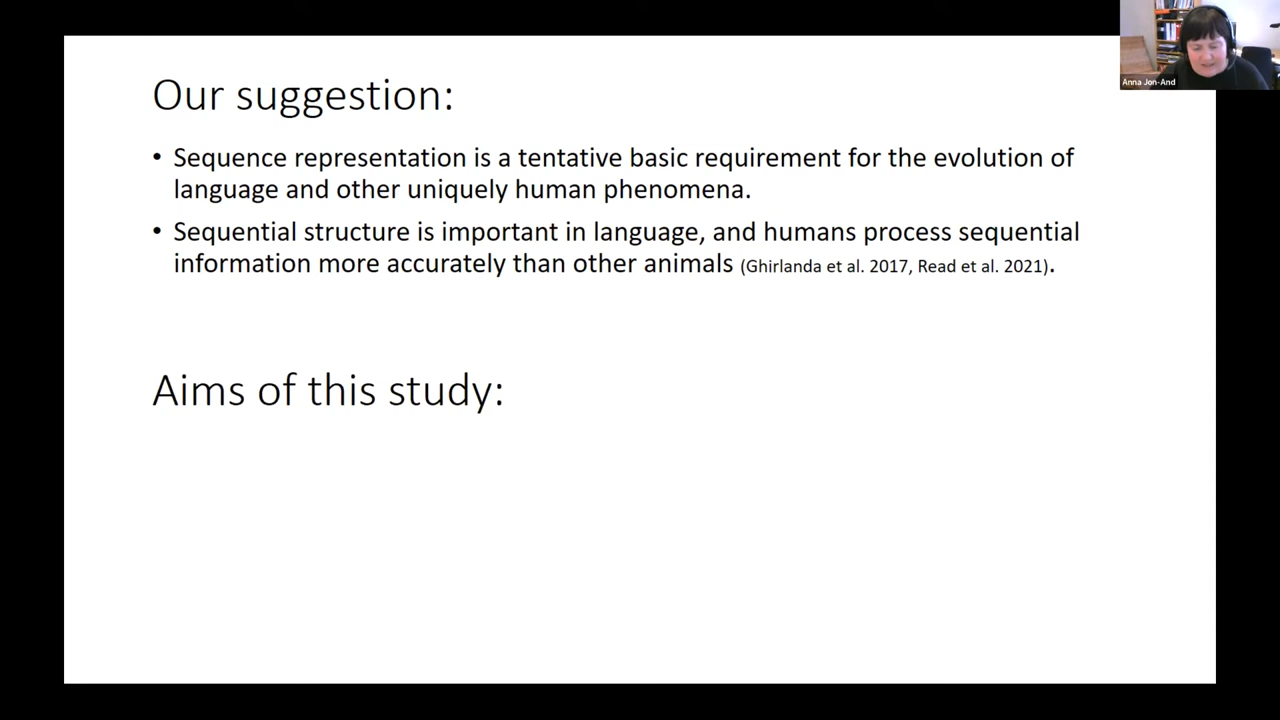 Anna Jon-And
Our suggestion:
• Sequence representation is a tentative basic requirement for the evolution of
language and other uniquely human phenomena.
• Sequential structure is important in language, and humans process sequential
information more accurately than other animals (Ghirlanda et al. 2017, Read et al. 2021).
Aims of this study: